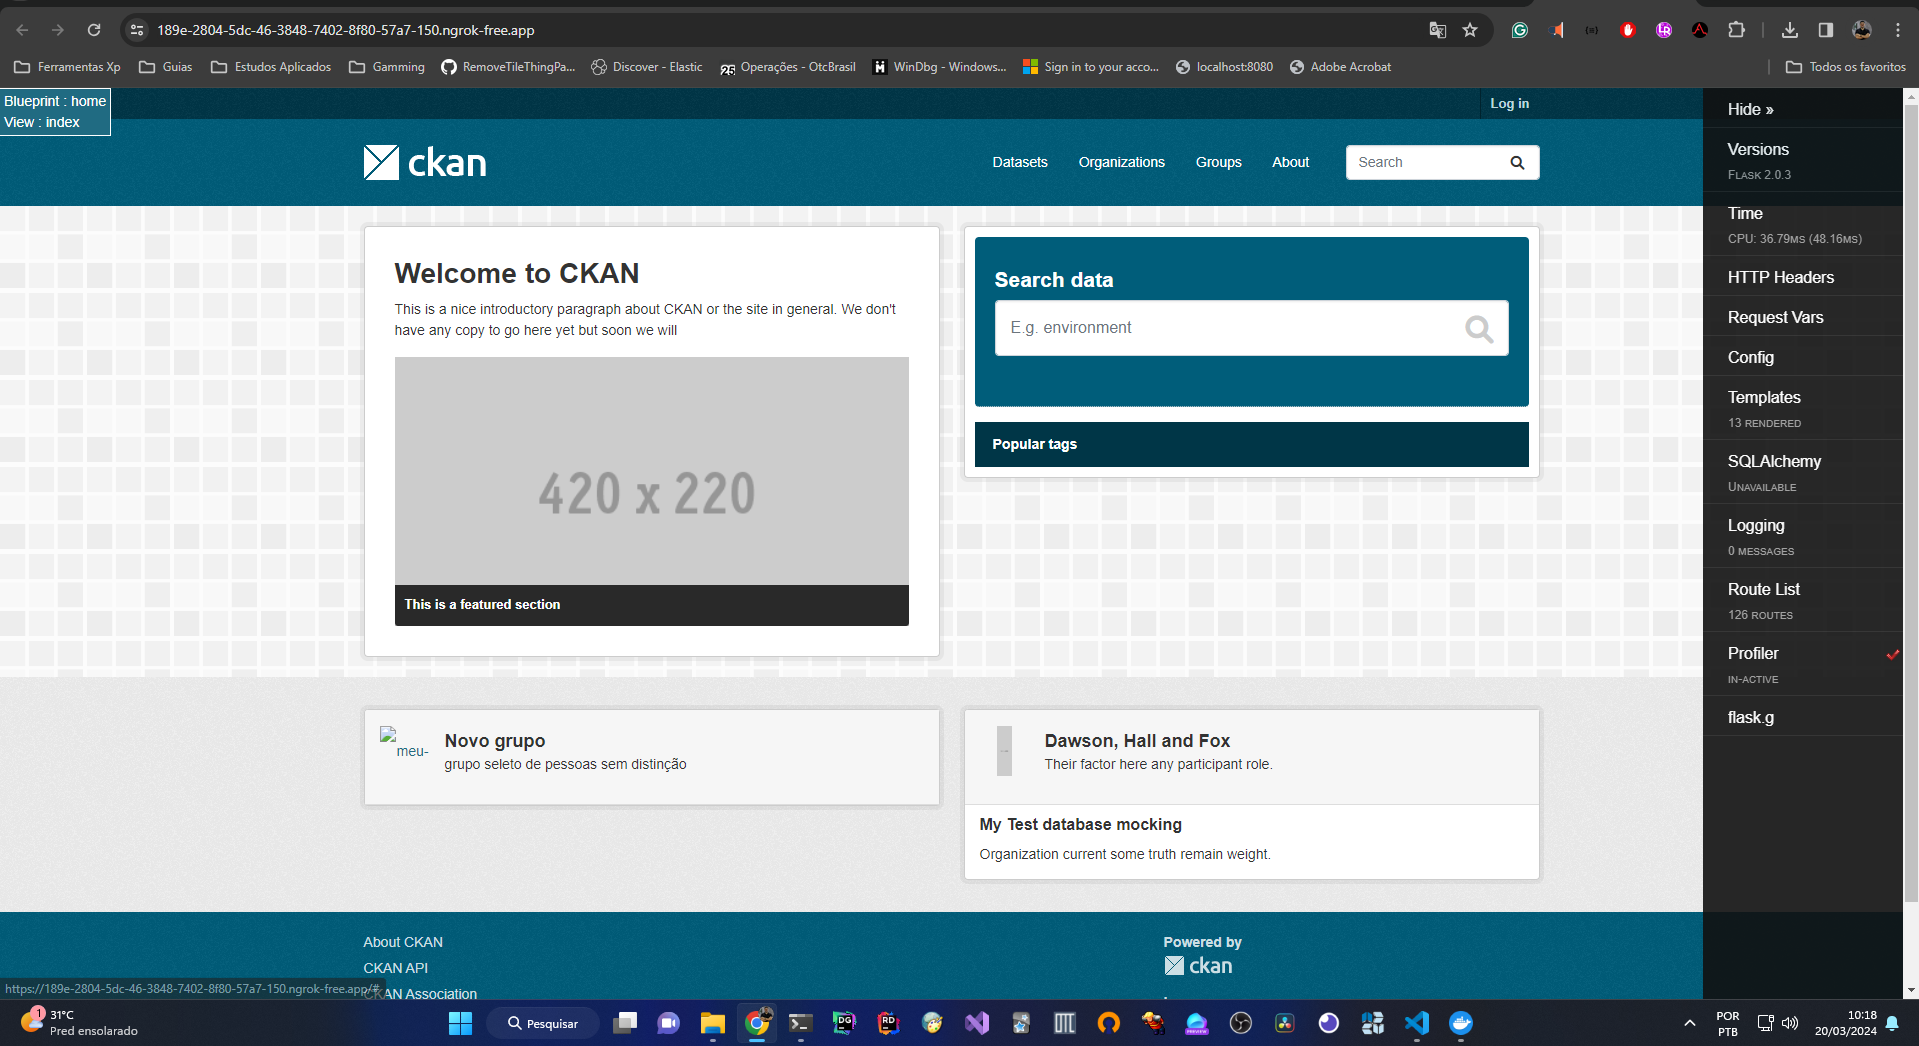 189e-2804-5dc-46-3848-7402-8f80-57a7-150.ngrok-free.app
Ferramentas Xp
Guias
Estudos Aplicados
Gamming
RemoveTileThingPa...
Discover - Elastic
Operações - OtcBrasil
WinDbg - Windows...
Sign in to your acco...
localhost:8080
Adobe Acrobat
Todos os favoritos
Blueprint : home
View : index
Log in
ckan
Datasets
Organizations
Groups
About
Search
Welcome to CKAN
This is a nice introductory paragraph about CKAN or the site in general. We don't
have any copy to go here yet but soon we will
420 x 220
This is a featured section
Search data
E.g. environment
Popular tags
meu-
Novo grupo
grupo seleto de pessoas sem distinção
Dawson, Hall and Fox
Their factor here any participant role.
My Test database mocking
Organization current some truth remain weight.
About CKAN
CKAN API
CKAN Association
Powered by
ckan
https://189e-2804-5dc-46-3848-7402-8f80-57a7-150.ngrok-free.app/#
Hide »
Versions
Flask 2.0.3
Time
CPU: 36.79ms (48.16ms)
HTTP Headers
Request Vars
Config
Templates
13 rendered
SQLAlchemy
Unavailable
Logging
0 messages
Route List
126 routes
Profiler
in-active
flask.g
1
31°C
Pred ensolarado
Pesquisar
POR
PTB
10:18
20/03/2024